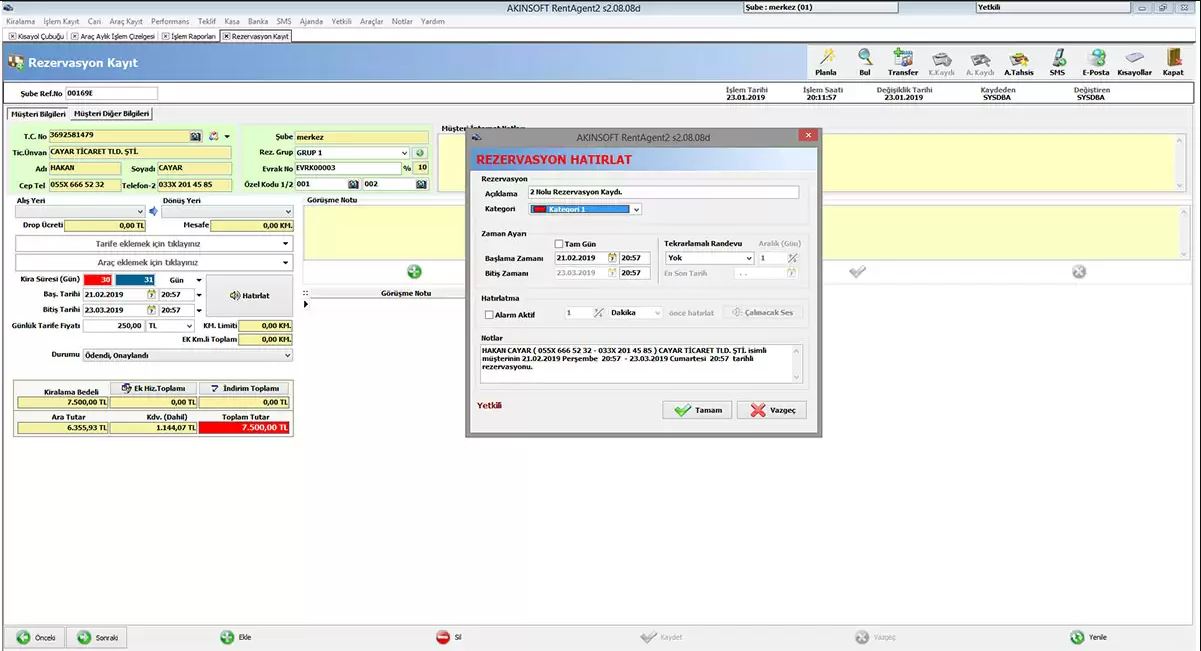 AKINSOFT RentAgent2 s2.08.08d
Şube : merkez (01)
Yetkili
Kiralama İşlem Kayıt Cari Araç Kayıt Performans Teklif Kasa Banka SMS Ajanda Yetkili Araçlar Notlar Yardım
Kısayol Çubuğu Araç Aylık İşlem Çizelgesi İşlem Raporları Rezervasyon Kayıt
Rezervasyon Kayıt
Planla Bul Transfer K.Kaydı A. Kaydı A.Tahsis SMS E-Posta Kısayollar Kapat
Şube Ref.No 00169E
İşlem Tarihi İşlem Saati Değişiklik Tarihi Kaydeden Değiştiren
23.01.2019 20:11:57 23.01.2019 SYSDBA SYSDBA
Müşteri Bilgileri Müşteri Diğer Bilgileri
T.C. No 3692581479
Tic.Ünvan CAYAR TİCARET TLD. ŞTİ.
Adı HAKAN Soyadı CAYAR
Cep Tel 055X 666 52 32 Telefon-2 033X 201 45 85
Şube merkez
Rez. Grup GRUP 1
Evrak No EVRK00003 % 10
Özel Kodu 1/2 001 002
Alış Yeri Dönüş Yeri
Drop Ücreti 0,00 TL Mesafe 0,00 KM.
Tarife eklemek için tıklayınız
Araç eklemek için tıklayınız
Kira Süresi (Gün) 30 31 Gün
Baş. Tarihi 21.02.2019 20:57
Bitiş Tarihi 23.03.2019 20:57
Hatırlat
Günlük Tarife Fiyatı 250,00 TL KM. Limiti 0,00 KM.
EK Km.li Toplam 0,00 KM.
Durumu Ödendi, Onaylandı
Kiralama Bedeli Ek Hiz.Toplamı İndirim Toplamı
7.500,00 TL 0,00 TL 0,00 TL
Ara Tutar Kdv. (Dahil) Toplam Tutar
6.355,93 TL 1.144,07 TL 7.500,00 TL
Görüşme Notu
Görüşme Notu
AKINSOFT RentAgent2 s2.08.08d
REZERVASYON HATIRLAT
Rezervasyon
Açıklama 2 Nolu Rezervasyon Kaydı.
Kategori Kategori 1
Zaman Ayarı
Tam Gün
Başlama Zamanı 21.02.2019 20:57
Bitiş Zamanı 23.03.2019 20:57
Tekrarlamalı Randevu Aralık (Gün)
Yok 1
En Son Tarih . .
Hatırlatma
Alarm Aktif 1 Dakika önce hatırlat Çalınacak Ses
Notlar
HAKAN CAYAR ( 055X 666 52 32 - 033X 201 45 85 ) CAYAR TİCARET TLD. ŞTİ. isimli
müşterinin 21.02.2019 Perşembe 20:57 - 23.03.2019 Cumartesi 20:57 tarihli
rezervasyonu.
Yetkili
Tamam Vazgeç
Önceki Sonraki Ekle Sil Kaydet Vazgeç Yenile